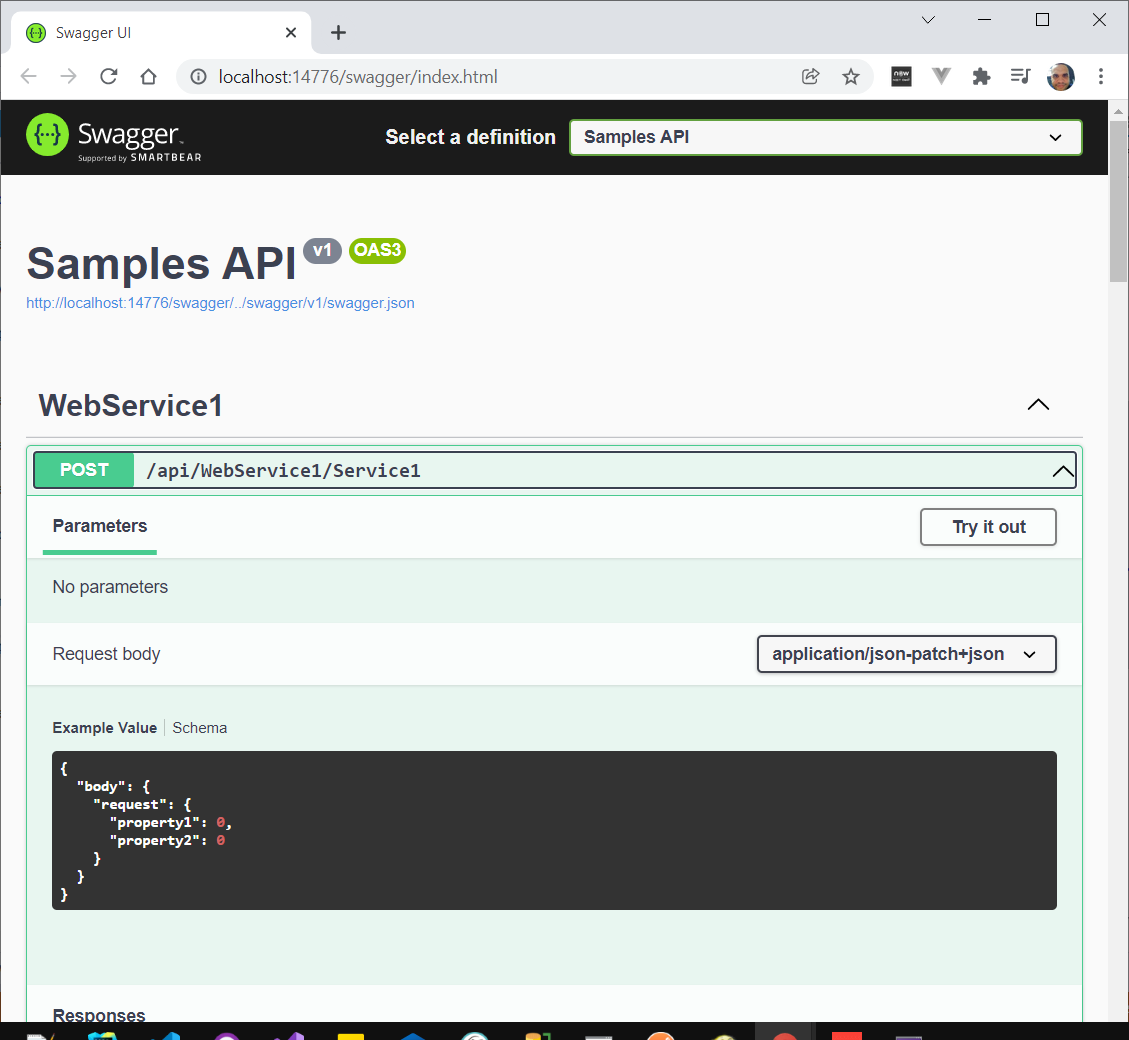 Swagger UI
localhost:14776/swagger/index.html
now
Swagger™
Supported by SMARTBEAR
Select a definition
Samples API
Samples API v1 OAS3
http://localhost:14776/swagger/../swagger/v1/swagger.json
WebService1
POST /api/WebService1/Service1
Parameters
Try it out
No parameters
Request body
application/json-patch+json
Example Value Schema
{
  "body": {
    "request": {
      "property1": 0,
      "property2": 0
    }
  }
}
Responses